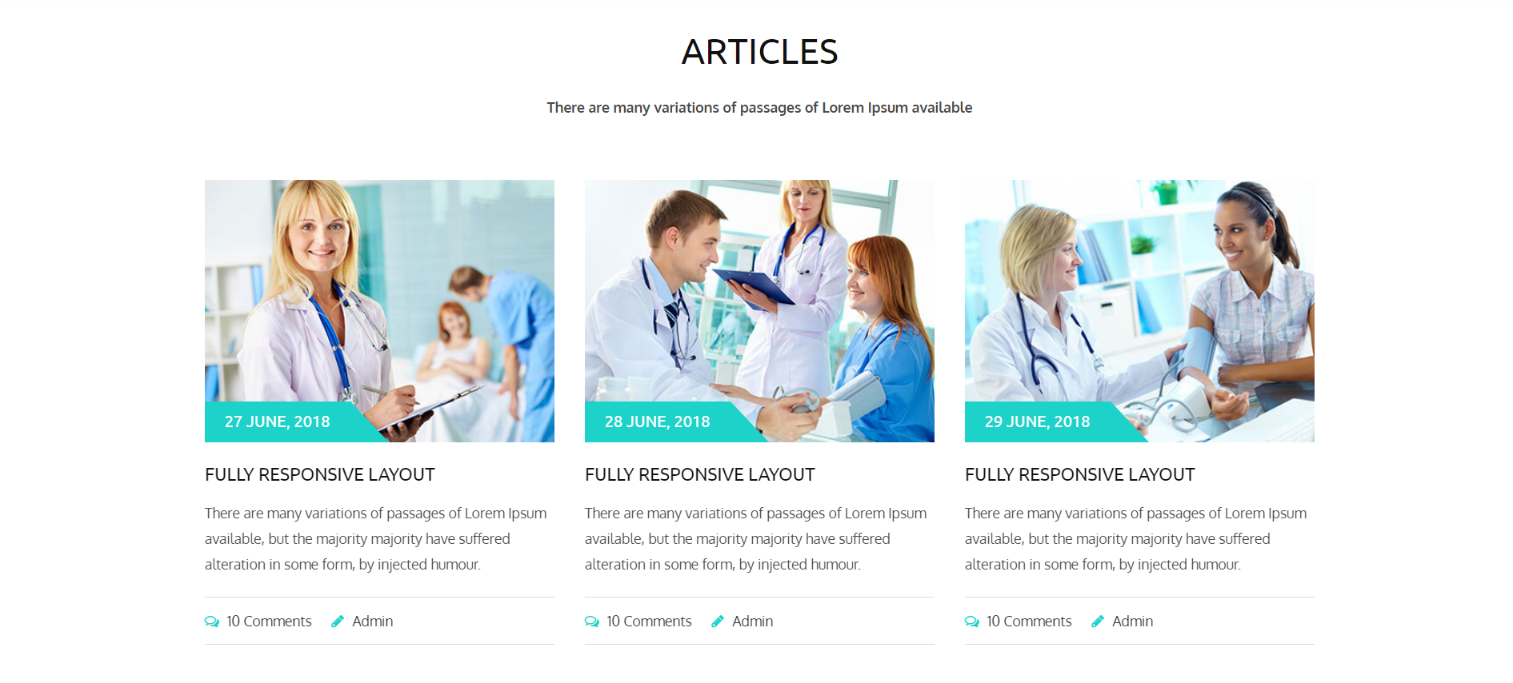 ARTICLES
There are many variations of passages of Lorem Ipsum available
27 JUNE, 2018
FULLY RESPONSIVE LAYOUT
There are many variations of passages of Lorem Ipsum
available, but the majority majority have suffered
alteration in some form, by injected humour.
10 Comments Admin
28 JUNE, 2018
FULLY RESPONSIVE LAYOUT
There are many variations of passages of Lorem Ipsum
available, but the majority majority have suffered
alteration in some form, by injected humour.
10 Comments Admin
29 JUNE, 2018
FULLY RESPONSIVE LAYOUT
There are many variations of passages of Lorem Ipsum
available, but the majority majority have suffered
alteration in some form, by injected humour.
10 Comments Admin